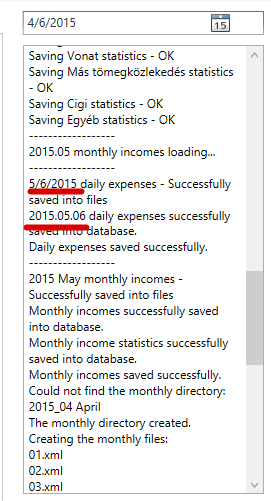 4/6/2015
15
Saving Vonat statistics - OK
Saving Más tömegközlekedés statistics
- OK
Saving Cigi statistics - OK
Saving Egyéb statistics - OK
------------------
2015.05 monthly incomes loading...
------------------
5/6/2015 daily expenses - Successfully
saved into files
2015.05.06 daily expenses successfully
saved into database.
Daily expenses saved successfully.
------------------
2015 May monthly incomes -
Successfully saved into files
Monthly incomes successfully saved
into database.
Monthly income statistics successfully
saved into database.
Monthly incomes saved successfully.
Could not find the monthly directory:
2015_04 April
The monthly directory created.
Creating the monthly files:
01.xml
02.xml
03.xml